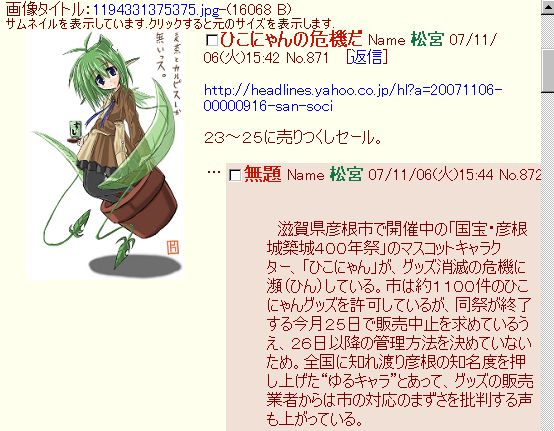 画像タイトル:1194331375375.jpg-(16068 B)
サムネイルを表示しています.クリックすると元のサイズを表示します.
ひこにゃんの危機だ Name 松宮 07/11/
06(火)15:42 No.871 [返信]
http://headlines.yahoo.co.jp/hl?a=20071106-
00000916-san-soci
23~25に売りつくしセール。
… 無題 Name 松宮 07/11/06(火)15:44 No.872
滋賀県彦根市で開催中の「国宝・彦根
城築城400年祭」のマスコットキャラク
ター、「ひこにゃん」が、グッズ消滅の危機に
瀕(ひん)している。市は約1100件のひこ
にゃんグッズを許可しているが、同祭が終了
する今月25日で販売中止を求めているう
え、26日以降の管理方法を決めていない
ため。全国に知れ渡り彦根の知名度を押
し上げた“ゆるキャラ”とあって、グッズの販売
業者からは市の対応のまずさを批判する声
も上がっている。
お茶とカルピスしか
無いっス。